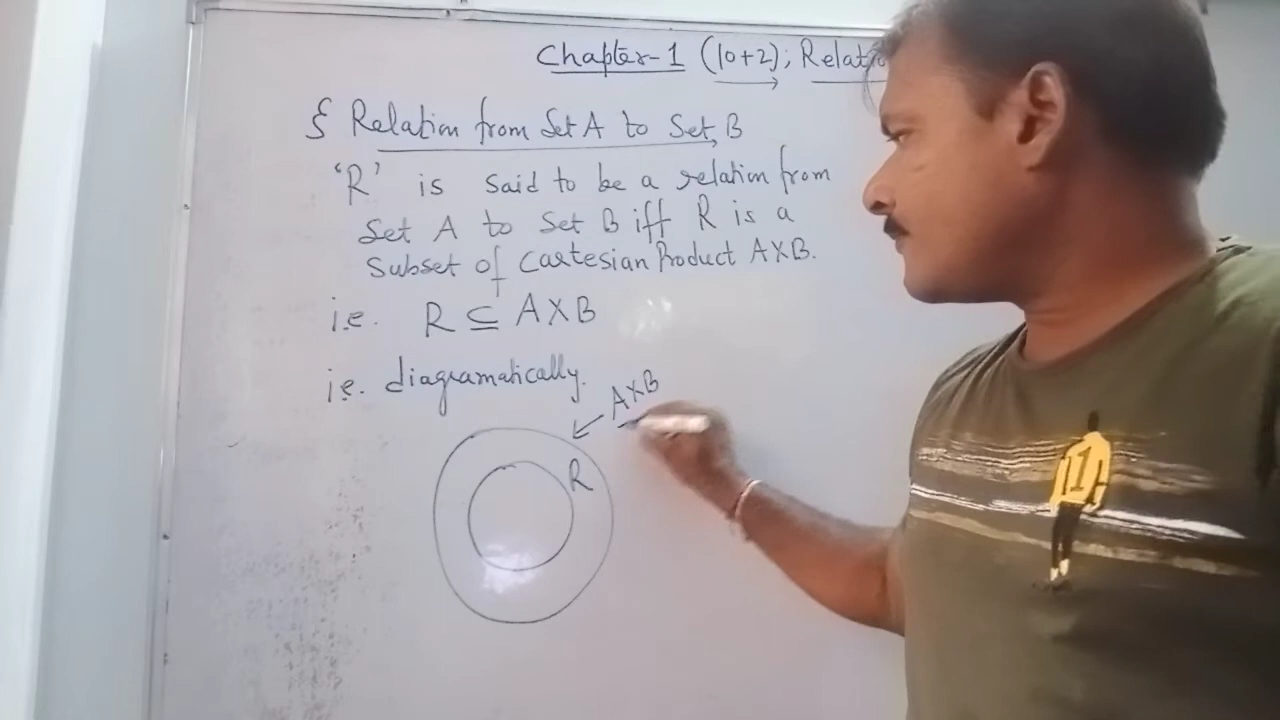 Chapter-1 (10+2); Relatio
§ Relation from Set A to Set B
'R' is said to be a relation from
Set A to Set B iff R is a
Subset of Cartesian Product A×B.
i.e. R ⊆ A×B
i.e. diagramatically.
A×B
R
1